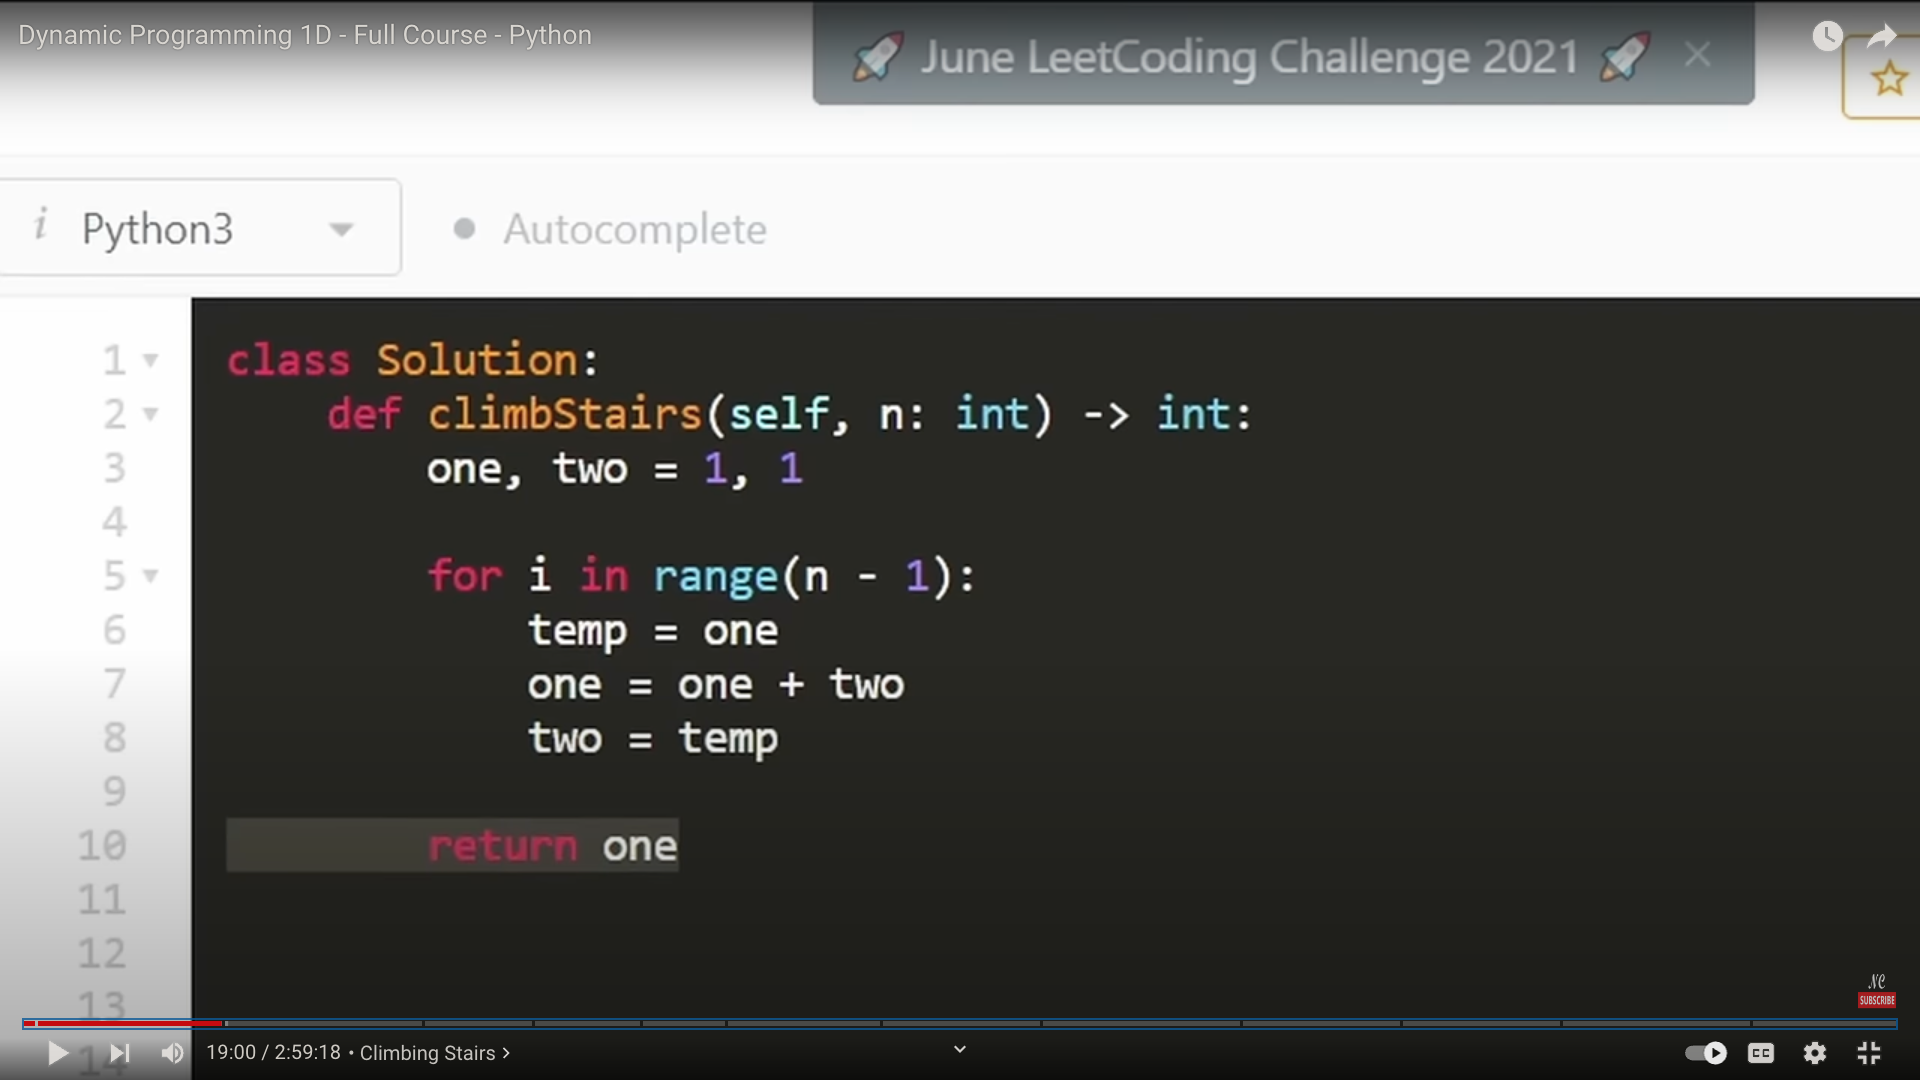 Dynamic Programming 1D - Full Course - Python
🚀 June LeetCoding Challenge 2021 🚀 ×
i Python3 ▼ ● Autocomplete
1 class Solution:
2 def climbStairs(self, n: int) -> int:
3 one, two = 1, 1
4
5 for i in range(n - 1):
6 temp = one
7 one = one + two
8 two = temp
9
10 return one
11
12
13
14
NC
SUBSCRIBE
19:00 / 2:59:18 • Climbing Stairs >
CC